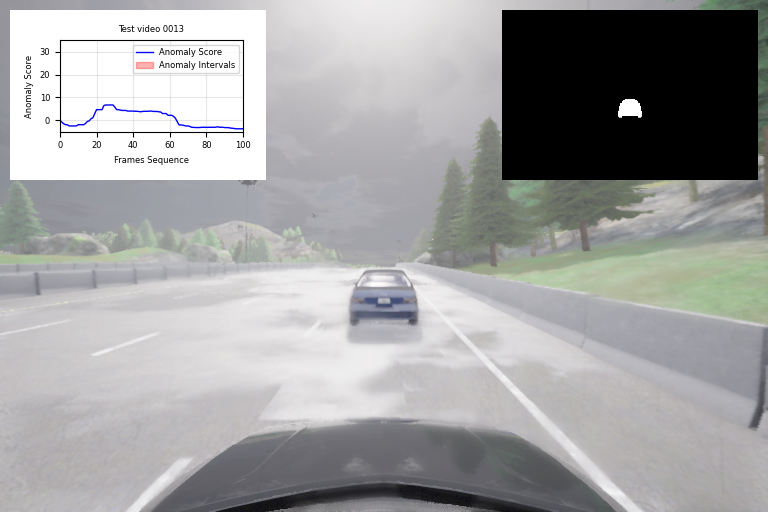 Test video 0013
Anomaly Score
Anomaly Intervals
30
20
10
0
Anomaly Score
0 20 40 60 80 100
Frames Sequence